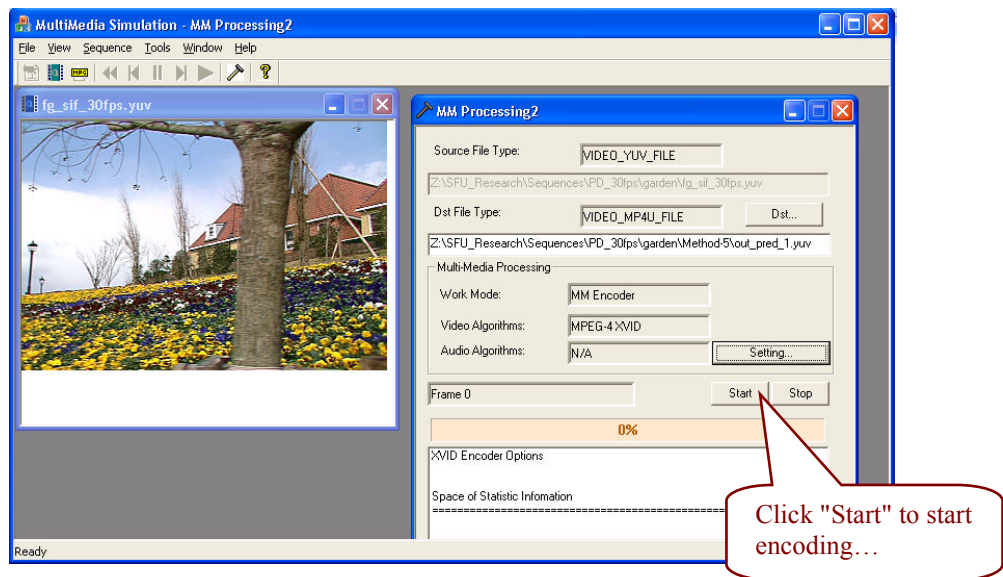 MultiMedia Simulation - MM Processing2
File View Sequence Tools Window Help
MPG
fg_sif_30fps.yuv
MM Processing2
Source File Type: VIDEO_YUV_FILE
Z:\SFU_Research\Sequences\PD_30fps\garden\fg_sif_30fps.yuv
Dst File Type: VIDEO_MP4U_FILE Dst...
Z:\SFU_Research\Sequences\PD_30fps\garden\Method-5\out_pred_1.yuv
Multi-Media Processing
Work Mode: MM Encoder
Video Algorithms: MPEG-4 XVID
Audio Algorithms: N/A Setting...
Frame 0 Start Stop
0%
XVID Encoder Options
Space of Statistic Infomation
Click "Start" to start
encoding…
Ready